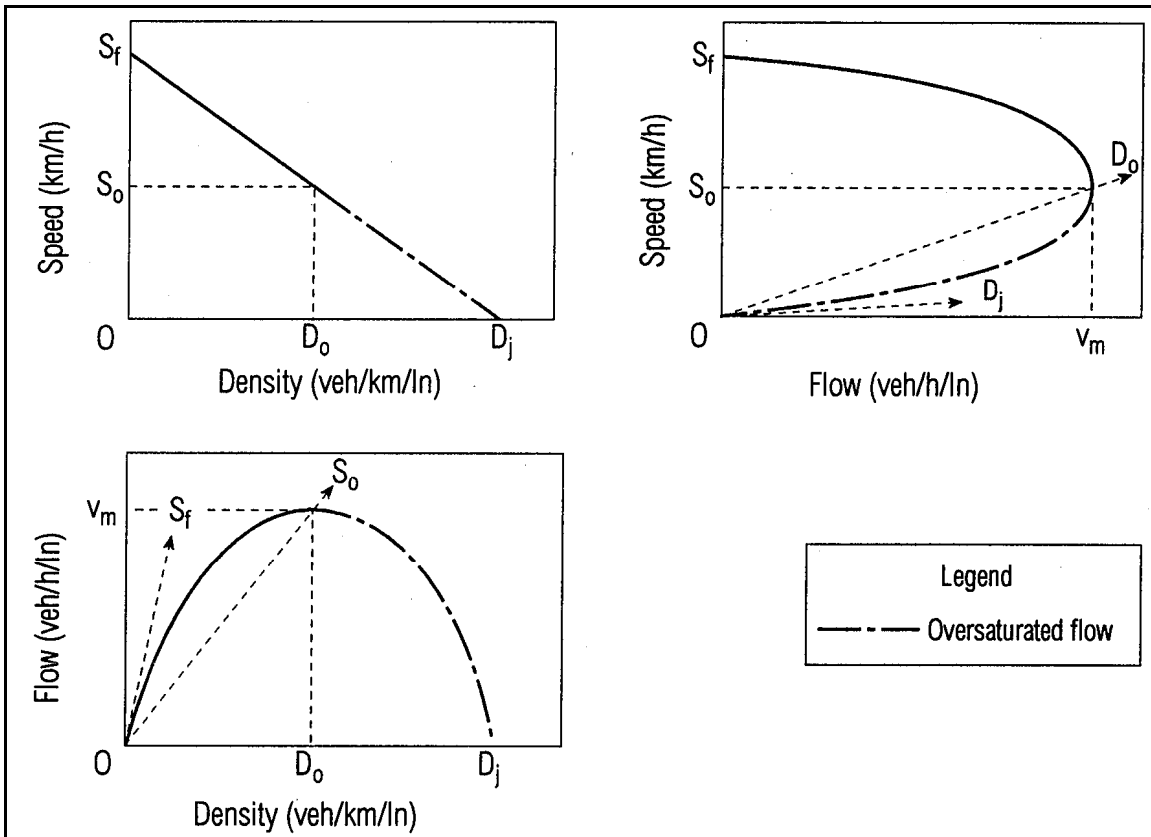 S_f
S_o
Speed (km/h)
O
D_o
D_j
Density (veh/km/ln)
S_f
S_o
Speed (km/h)
D_o
D_j
O
v_m
Flow (veh/h/ln)
v_m
S_f
S_o
Flow (veh/h/ln)
O
D_o
D_j
Density (veh/km/ln)
Legend
Oversaturated flow